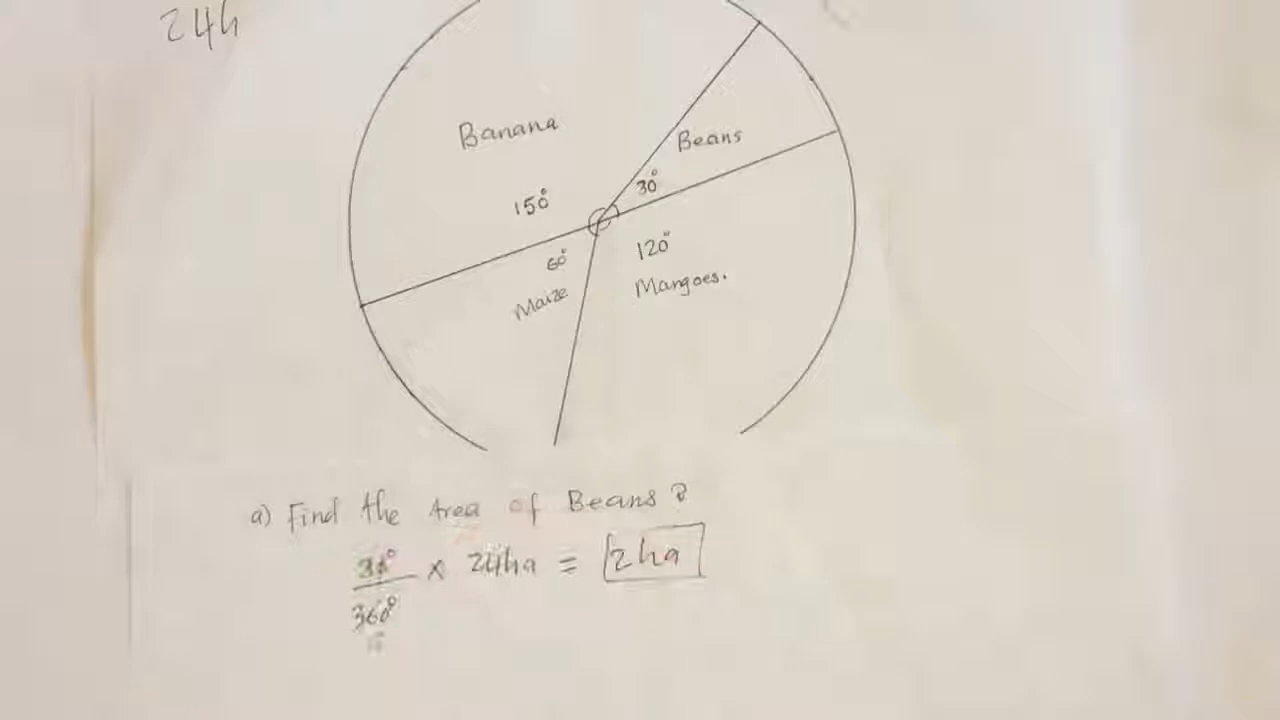 24h
Banana
Beans
30°
150°
120°
60°
Mangoes.
Maize
a) Find the Area of Beans?
30° × 24ha = 2ha
360°